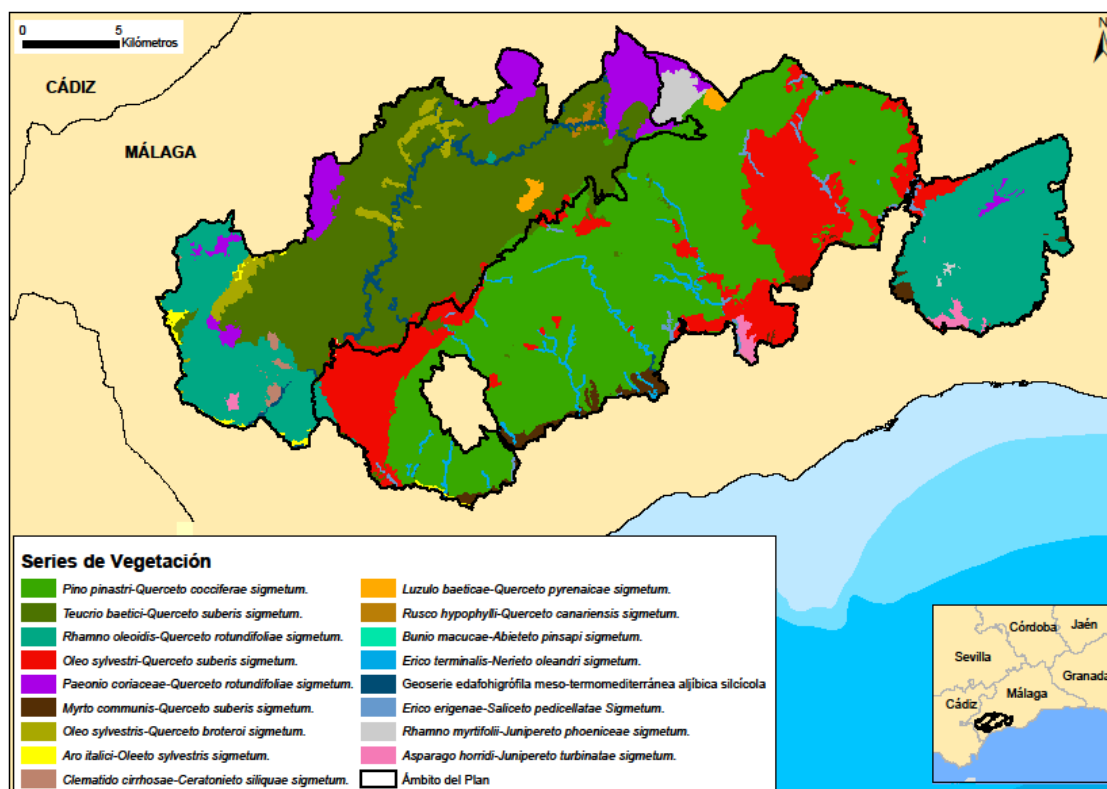 0 5
Kilómetros
N
CÁDIZ
MÁLAGA
Series de Vegetación
Pino pinastri-Querceto cocciferae sigmetum.
Teucrio baetici-Querceto suberis sigmetum.
Rhamno oleoidis-Querceto rotundifoliae sigmetum.
Oleo sylvestri-Querceto suberis sigmetum.
Paeonio coriaceae-Querceto rotundifoliae sigmetum.
Myrto communis-Querceto suberis sigmetum.
Oleo sylvestris-Querceto broteroi sigmetum.
Aro italici-Oleeto sylvestris sigmetum.
Clematido cirrhosae-Ceratonieto siliquae sigmetum.
Luzulo baeticae-Querceto pyrenaicae sigmetum.
Rusco hypophylli-Querceto canariensis sigmetum.
Bunio macucae-Abieteto pinsapi sigmetum.
Erico terminalis-Nerieto oleandri sigmetum.
Geoserie edafohigrófila meso-termomediterránea aljíbica silcícola
Erico erigenae-Saliceto pedicellatae Sigmetum.
Rhamno myrtifolii-Junipereto phoeniceae sigmetum.
Asparago horridi-Junipereto turbinatae sigmetum.
Ámbito del Plan
Córdoba
Jaén
Sevilla
Granada
Málaga
Cádiz